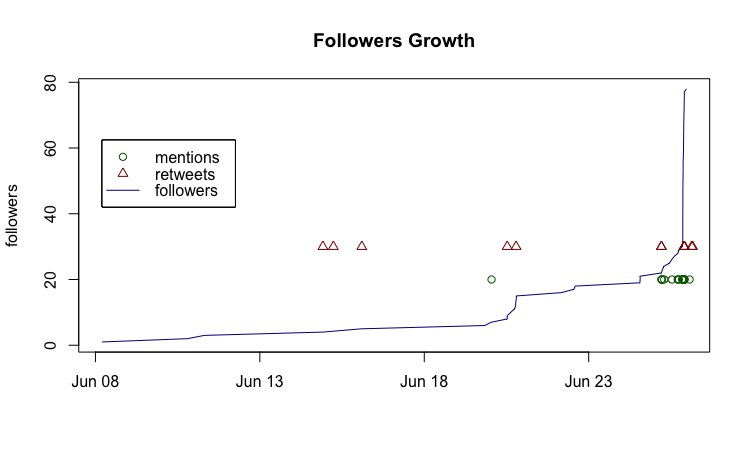 Followers Growth
followers
80
60
40
20
0
mentions
retweets
followers
Jun 08 Jun 13 Jun 18 Jun 23